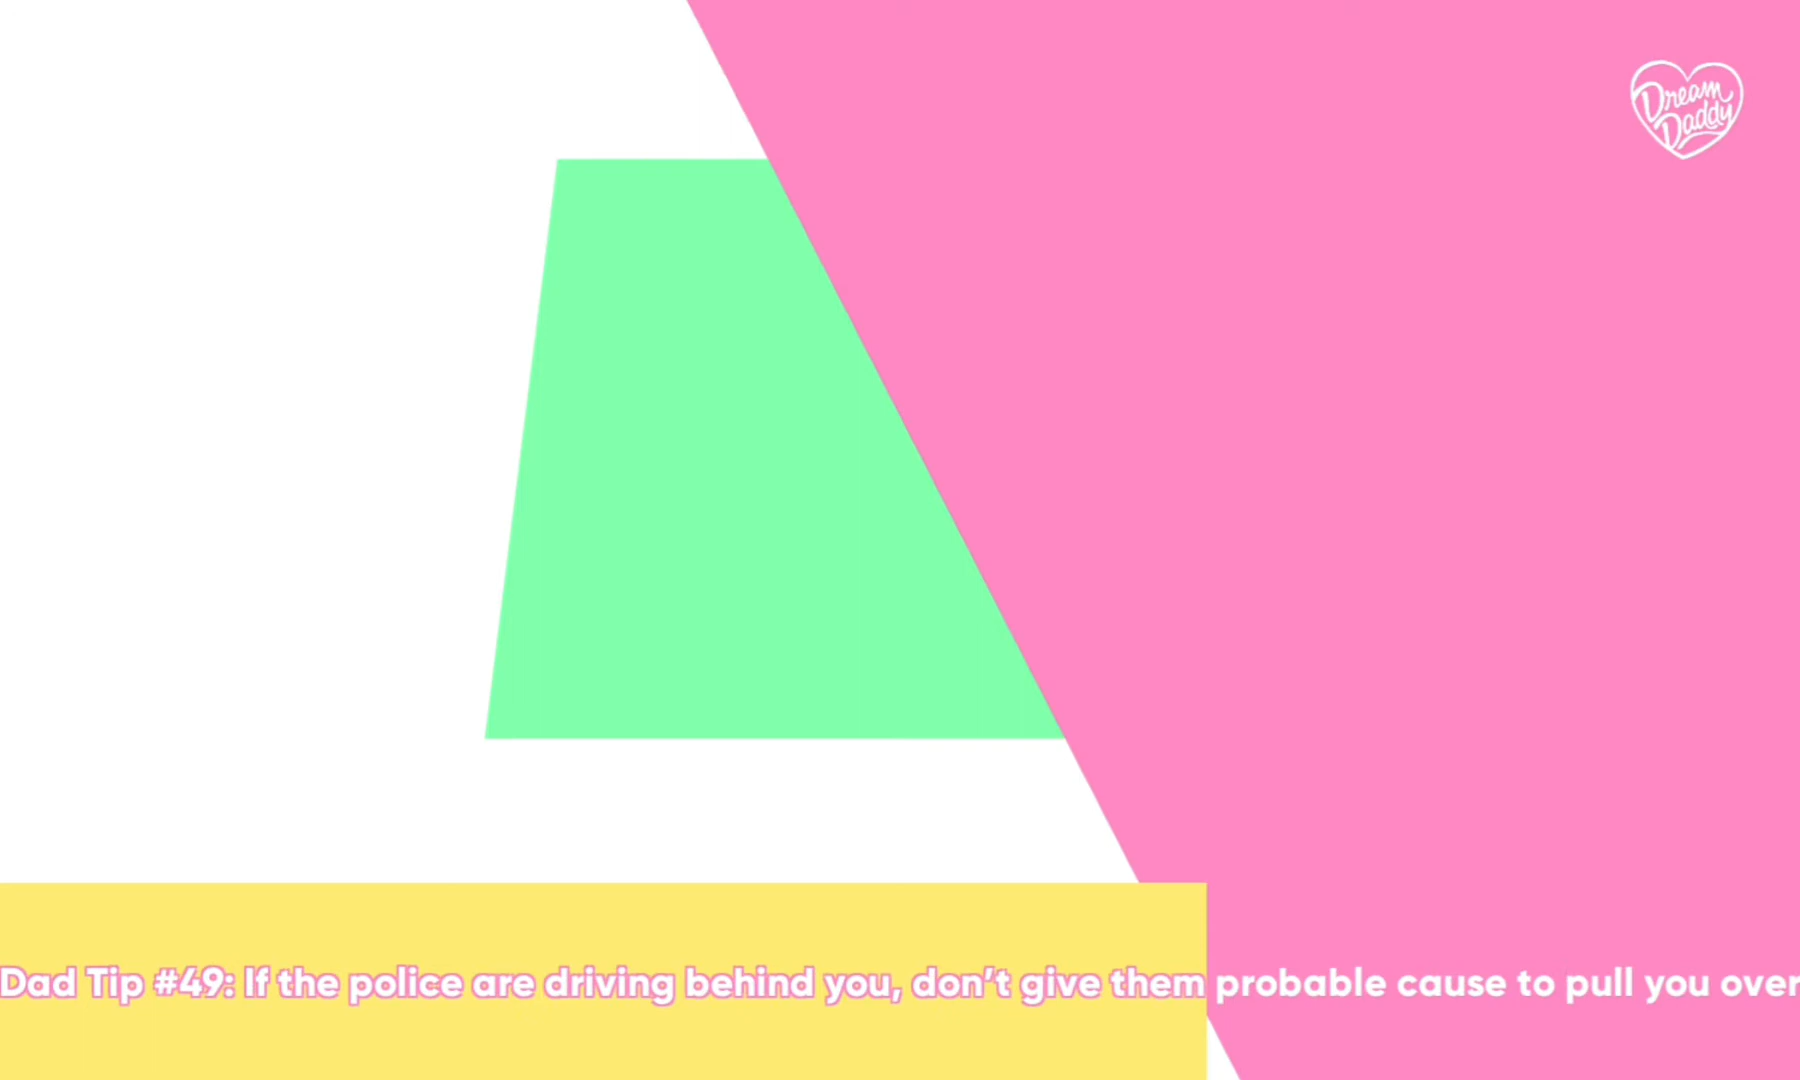 Dream
Daddy
Dad Tip #49: If the police are driving behind you, don’t give them probable cause to pull you over